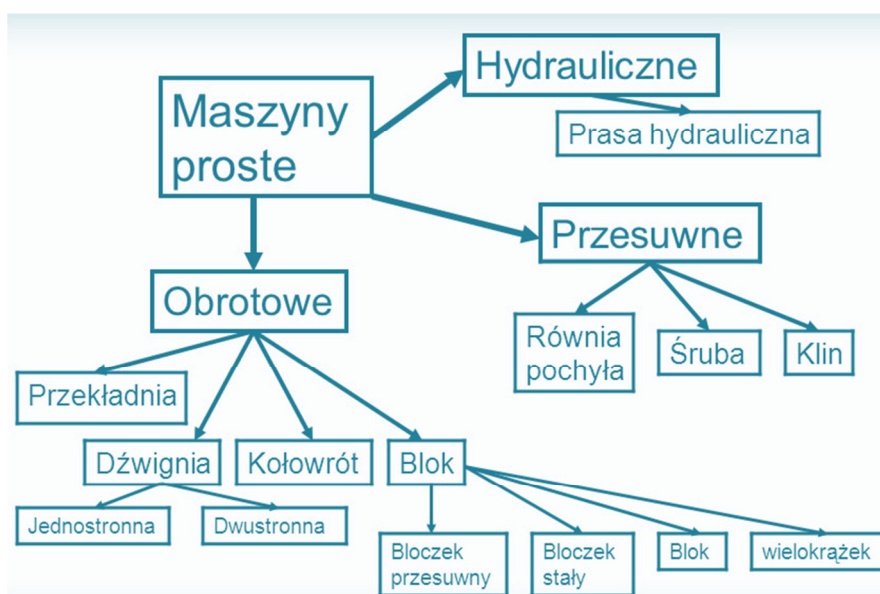 Maszyny
proste
Hydrauliczne
Prasa hydrauliczna
Przesuwne
Równia
pochyła
Śruba
Klin
Obrotowe
Przekładnia
Dźwignia
Kołowrót
Blok
Jednostronna
Dwustronna
Bloczek
przesuwny
Bloczek
stały
Blok
wielokrążek